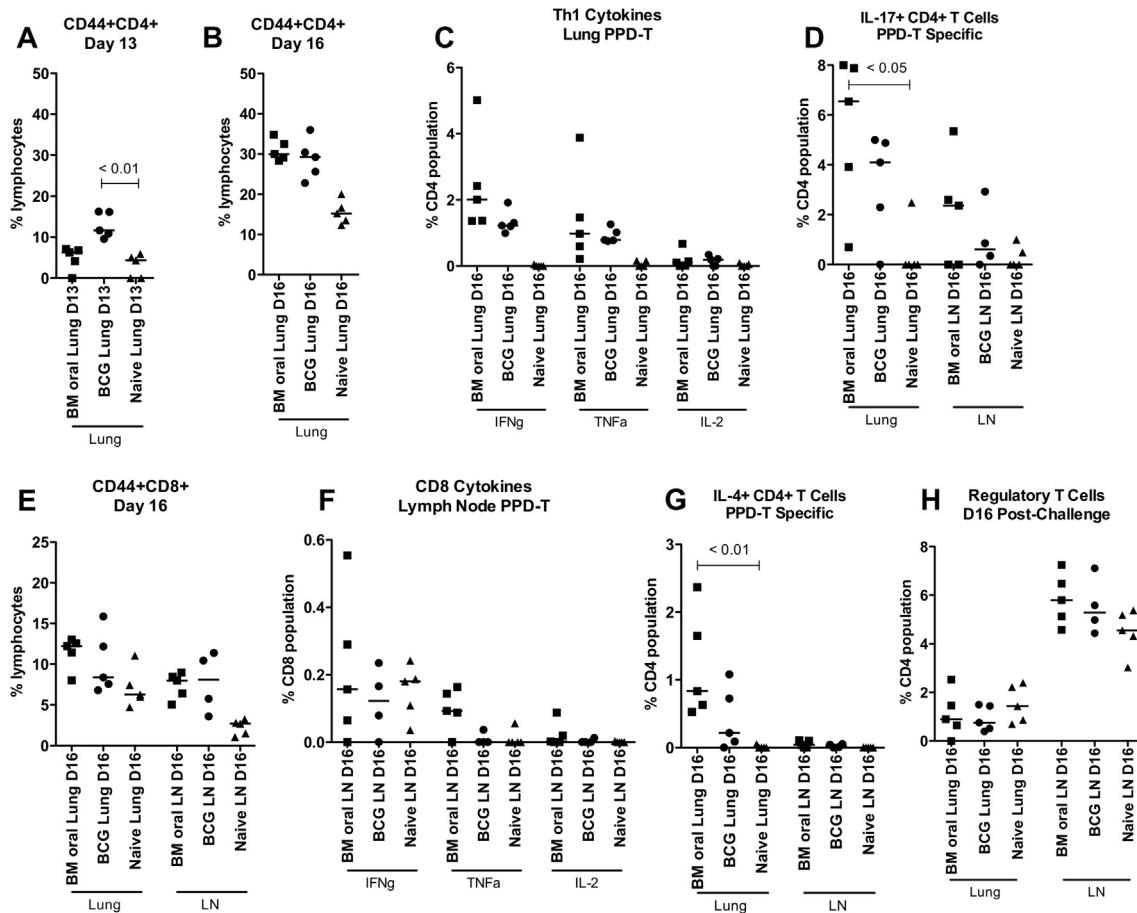 A
CD44+CD4+
Day 13
% lymphocytes
50
40
30
20
10
0
< 0.01
BM oral Lung D13
BCG Lung D13
Naive Lung D13
Lung
B
CD44+CD4+
Day 16
% lymphocytes
50
40
30
20
10
0
BM oral Lung D16
BCG Lung D16
Naive Lung D16
Lung
C
Th1 Cytokines
Lung PPD-T
% CD4 population
6
4
2
0
BM oral Lung D16
BCG Lung D16
Naive Lung D16
BM oral Lung D16
BCG Lung D16
Naive Lung D16
BM oral Lung D16
BCG Lung D16
Naive Lung D16
IFNg
TNFa
IL-2
D
IL-17+ CD4+ T Cells
PPD-T Specific
% CD4 population
8
6
4
2
0
< 0.05
BM oral Lung D16
BCG Lung D16
Naive Lung D16
BM oral LN D16
BCG LN D16
Naive LN D16
Lung
LN
E
CD44+CD8+
Day 16
% lymphocytes
25
20
15
10
5
0
BM oral Lung D16
BCG Lung D16
Naive Lung D16
BM oral LN D16
BCG LN D16
Naive LN D16
Lung
LN
F
CD8 Cytokines
Lymph Node PPD-T
% CD8 population
0.6
0.4
0.2
0.0
BM oral LN D16
BCG LN D16
Naive LN D16
BM oral LN D16
BCG LN D16
Naive LN D16
BM oral LN D16
BCG LN D16
Naive LN D16
IFNg
TNFa
IL-2
G
IL-4+ CD4+ T Cells
PPD-T Specific
% CD4 population
3
2
1
0
< 0.01
BM oral Lung D16
BCG Lung D16
Naive Lung D16
BM oral LN D16
BCG LN D16
Naive LN D16
Lung
LN
H
Regulatory T Cells
D16 Post-Challenge
% CD4 population
8
6
4
2
0
BM oral Lung D16
BCG Lung D16
Naive Lung D16
BM oral LN D16
BCG LN D16
Naive LN D16
Lung
LN